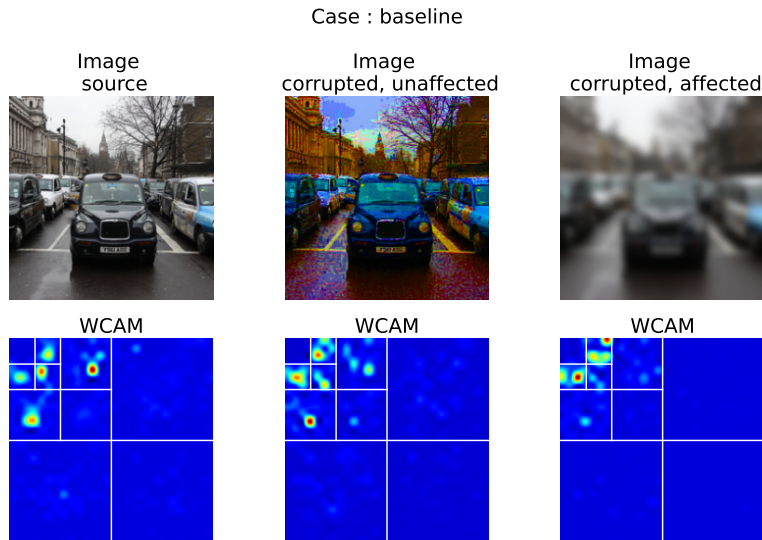 Case : baseline
Image
source
Image
corrupted, unaffected
Image
corrupted, affected
WCAM
WCAM
WCAM